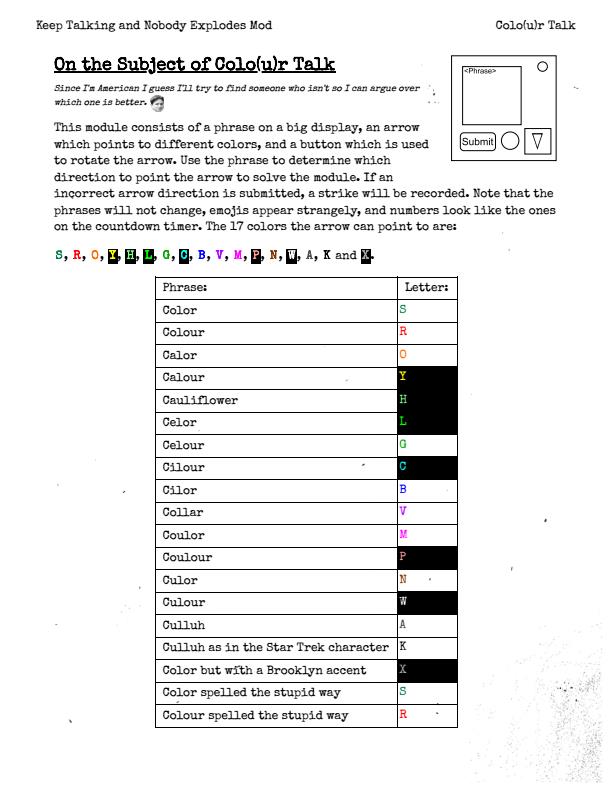 Keep Talking and Nobody Explodes Mod Colo(u)r Talk
On the Subject of Colo(u)r Talk
Since I'm American I guess I'll try to find someone who isn't so I can argue over
which one is better.
<Phrase>
Submit
This module consists of a phrase on a big display, an arrow
which points to different colors, and a button which is used
to rotate the arrow. Use the phrase to determine which
direction to point the arrow to solve the module. If an
incorrect arrow direction is submitted, a strike will be recorded. Note that the
phrases will not change, emojis appear strangely, and numbers look like the ones
on the countdown timer. The 17 colors the arrow can point to are:
S, R, O, Y, H, L, G, C, B, V, M, P, N, W, A, K and X.
Phrase: Letter:
Color S
Colour R
Calor O
Calour Y
Cauliflower H
Celor L
Celour G
Cilour C
Cilor B
Collar V
Coulor M
Coulour P
Culor N
Culour W
Culluh A
Culluh as in the Star Trek character K
Color but with a Brooklyn accent X
Color spelled the stupid way S
Colour spelled the stupid way R